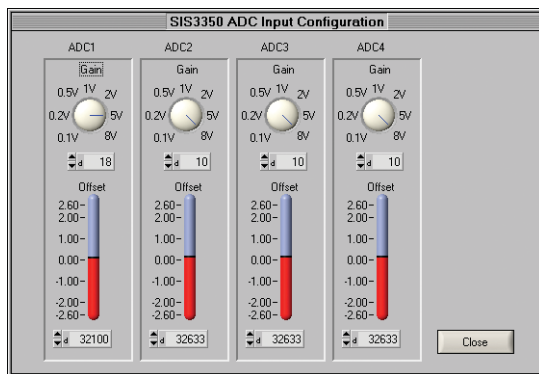 SIS3350 ADC Input Configuration
ADC1 ADC2 ADC3 ADC4
Gain Gain Gain Gain
0.5V 1V 2V 0.5V 1V 2V 0.5V 1V 2V 0.5V 1V 2V
0.2V 5V 0.2V 5V 0.2V 5V 0.2V 5V
0.1V 8V 0.1V 8V 0.1V 8V 0.1V 8V
d 18 d 10 d 10 d 10
Offset Offset Offset Offset
2.60 2.60 2.60 2.60
2.00 2.00 2.00 2.00
1.00 1.00 1.00 1.00
0.00 0.00 0.00 0.00
-1.00 -1.00 -1.00 -1.00
-2.00 -2.00 -2.00 -2.00
-2.60 -2.60 -2.60 -2.60
d 32100 d 32633 d 32633 d 32633
Close